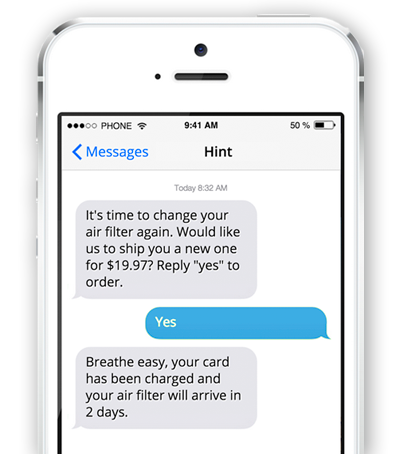 PHONE 9:41 AM 50 %
Messages Hint
Today 8:32 AM
It's time to change your
air filter again. Would like
us to ship you a new one
for $19.97? Reply "yes" to
order.
Yes
Breathe easy, your card
has been charged and
your air filter will arrive in
2 days.